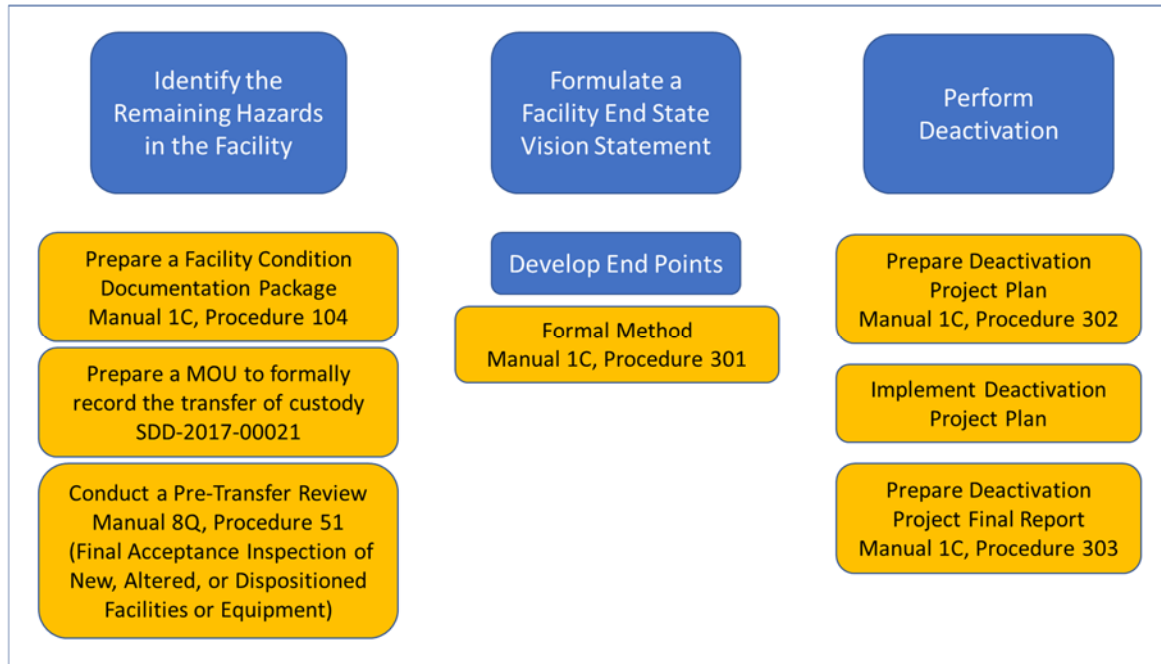 Identify the
Remaining Hazards
in the Facility
Prepare a Facility Condition
Documentation Package
Manual 1C, Procedure 104
Prepare a MOU to formally
record the transfer of custody
SDD-2017-00021
Conduct a Pre-Transfer Review
Manual 8Q, Procedure 51
(Final Acceptance Inspection of
New, Altered, or Dispositioned
Facilities or Equipment)
Formulate a
Facility End State
Vision Statement
Develop End Points
Formal Method
Manual 1C, Procedure 301
Perform
Deactivation
Prepare Deactivation
Project Plan
Manual 1C, Procedure 302
Implement Deactivation
Project Plan
Prepare Deactivation
Project Final Report
Manual 1C, Procedure 303